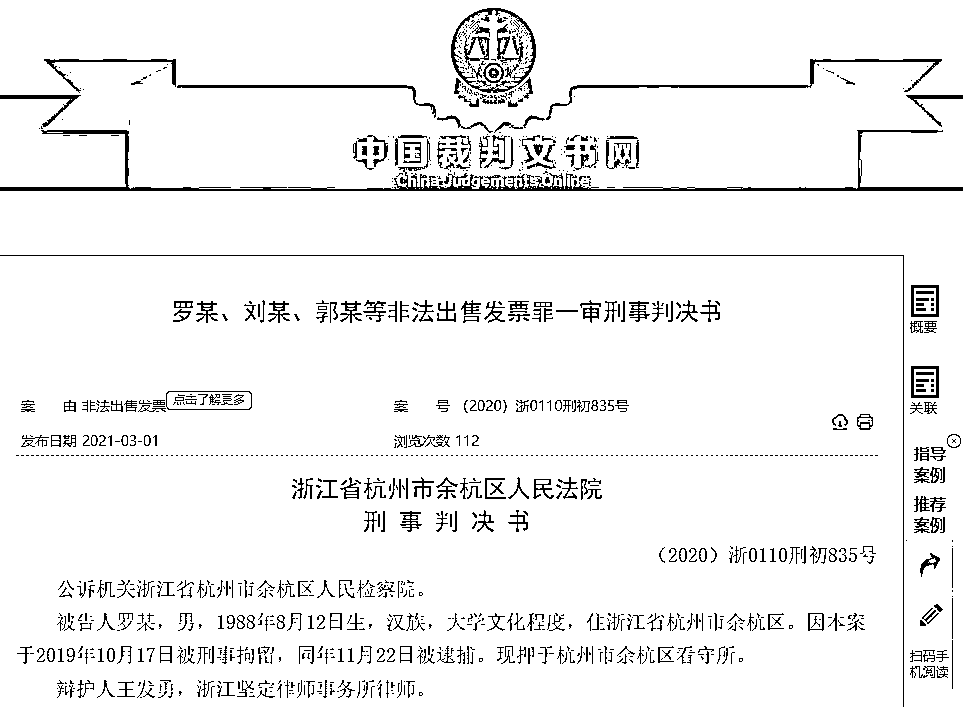 中国裁判文书网
China Judgements Online
罗某、刘某、郭某等非法出售发票罪一审刑事判决书
案 由 非法出售发票 点击了解更多
案 号 （2020）浙0110刑初835号
发布日期 2021-03-01
浏览次数 112
浙江省杭州市余杭区人民法院
刑 事 判 决 书
（2020）浙0110刑初835号
公诉机关浙江省杭州市余杭区人民检察院。
被告人罗某，男，1988年8月12日生，汉族，大学文化程度，住浙江省杭州市余杭区。因本案
于2019年10月17日被刑事拘留，同年11月22日被逮捕。现押于杭州市余杭区看守所。
辩护人王发勇，浙江坚定律师事务所律师。
概要
关联
指导
案例
推荐
案例
扫码手
机阅读